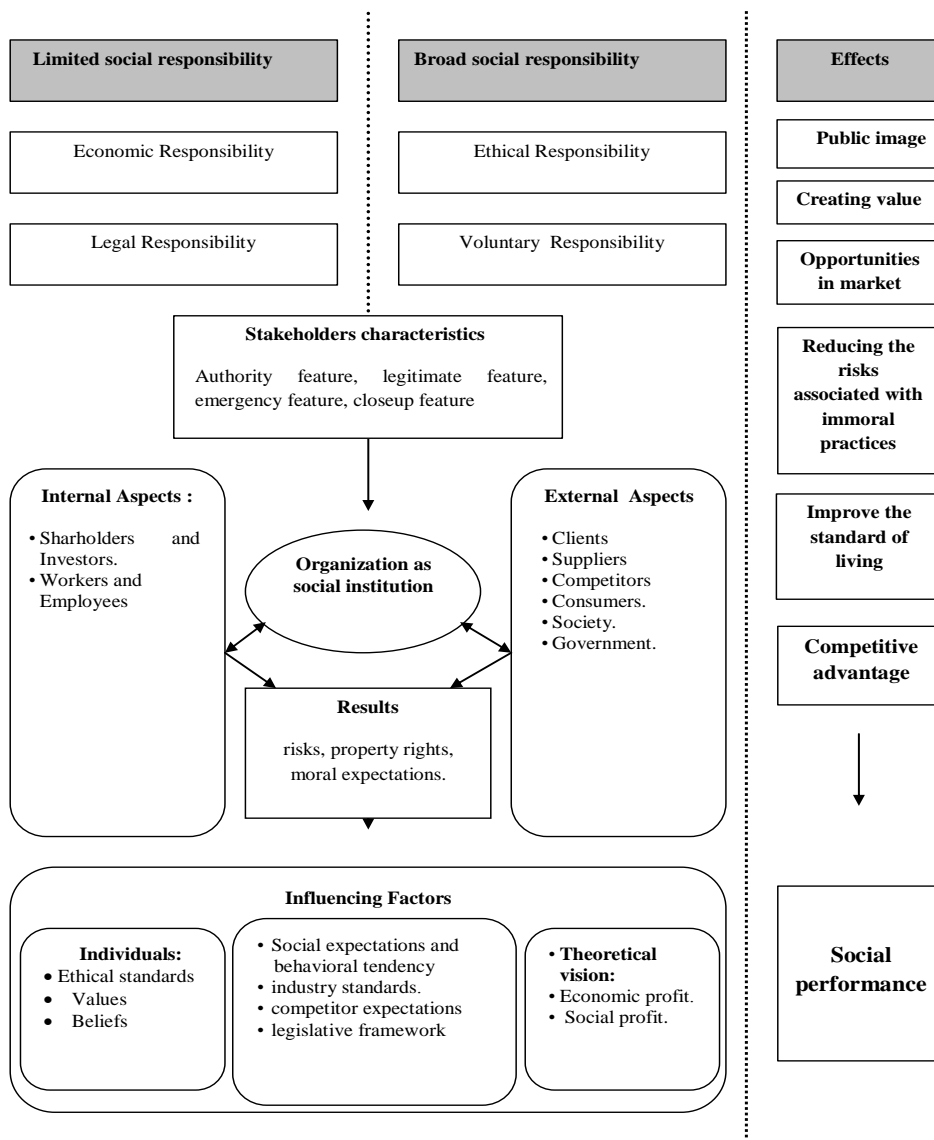 Limited social responsibility
Broad social responsibility
Effects
Economic Responsibility
Ethical Responsibility
Public image
Creating value
Legal Responsibility
Voluntary Responsibility
Opportunities
in market
Stakeholders characteristics
Authority feature, legitimate feature,
emergency feature, closeup feature
Reducing the
risks
associated with
immoral
practices
Internal Aspects :
• Sharholders and
Investors.
• Workers and
Employees
Organization as
social institution
External Aspects
• Clients
• Suppliers
• Competitors
• Consumers.
• Society.
• Government.
Improve the
standard of
living
Competitive
advantage
Results
risks, property rights,
moral expectations.
Influencing Factors
Individuals:
• Ethical standards
• Values
• Beliefs
• Social expectations and
behavioral tendency
• industry standards.
• competitor expectations
• legislative framework
• Theoretical
vision:
• Economic profit.
• Social profit.
Social
performance